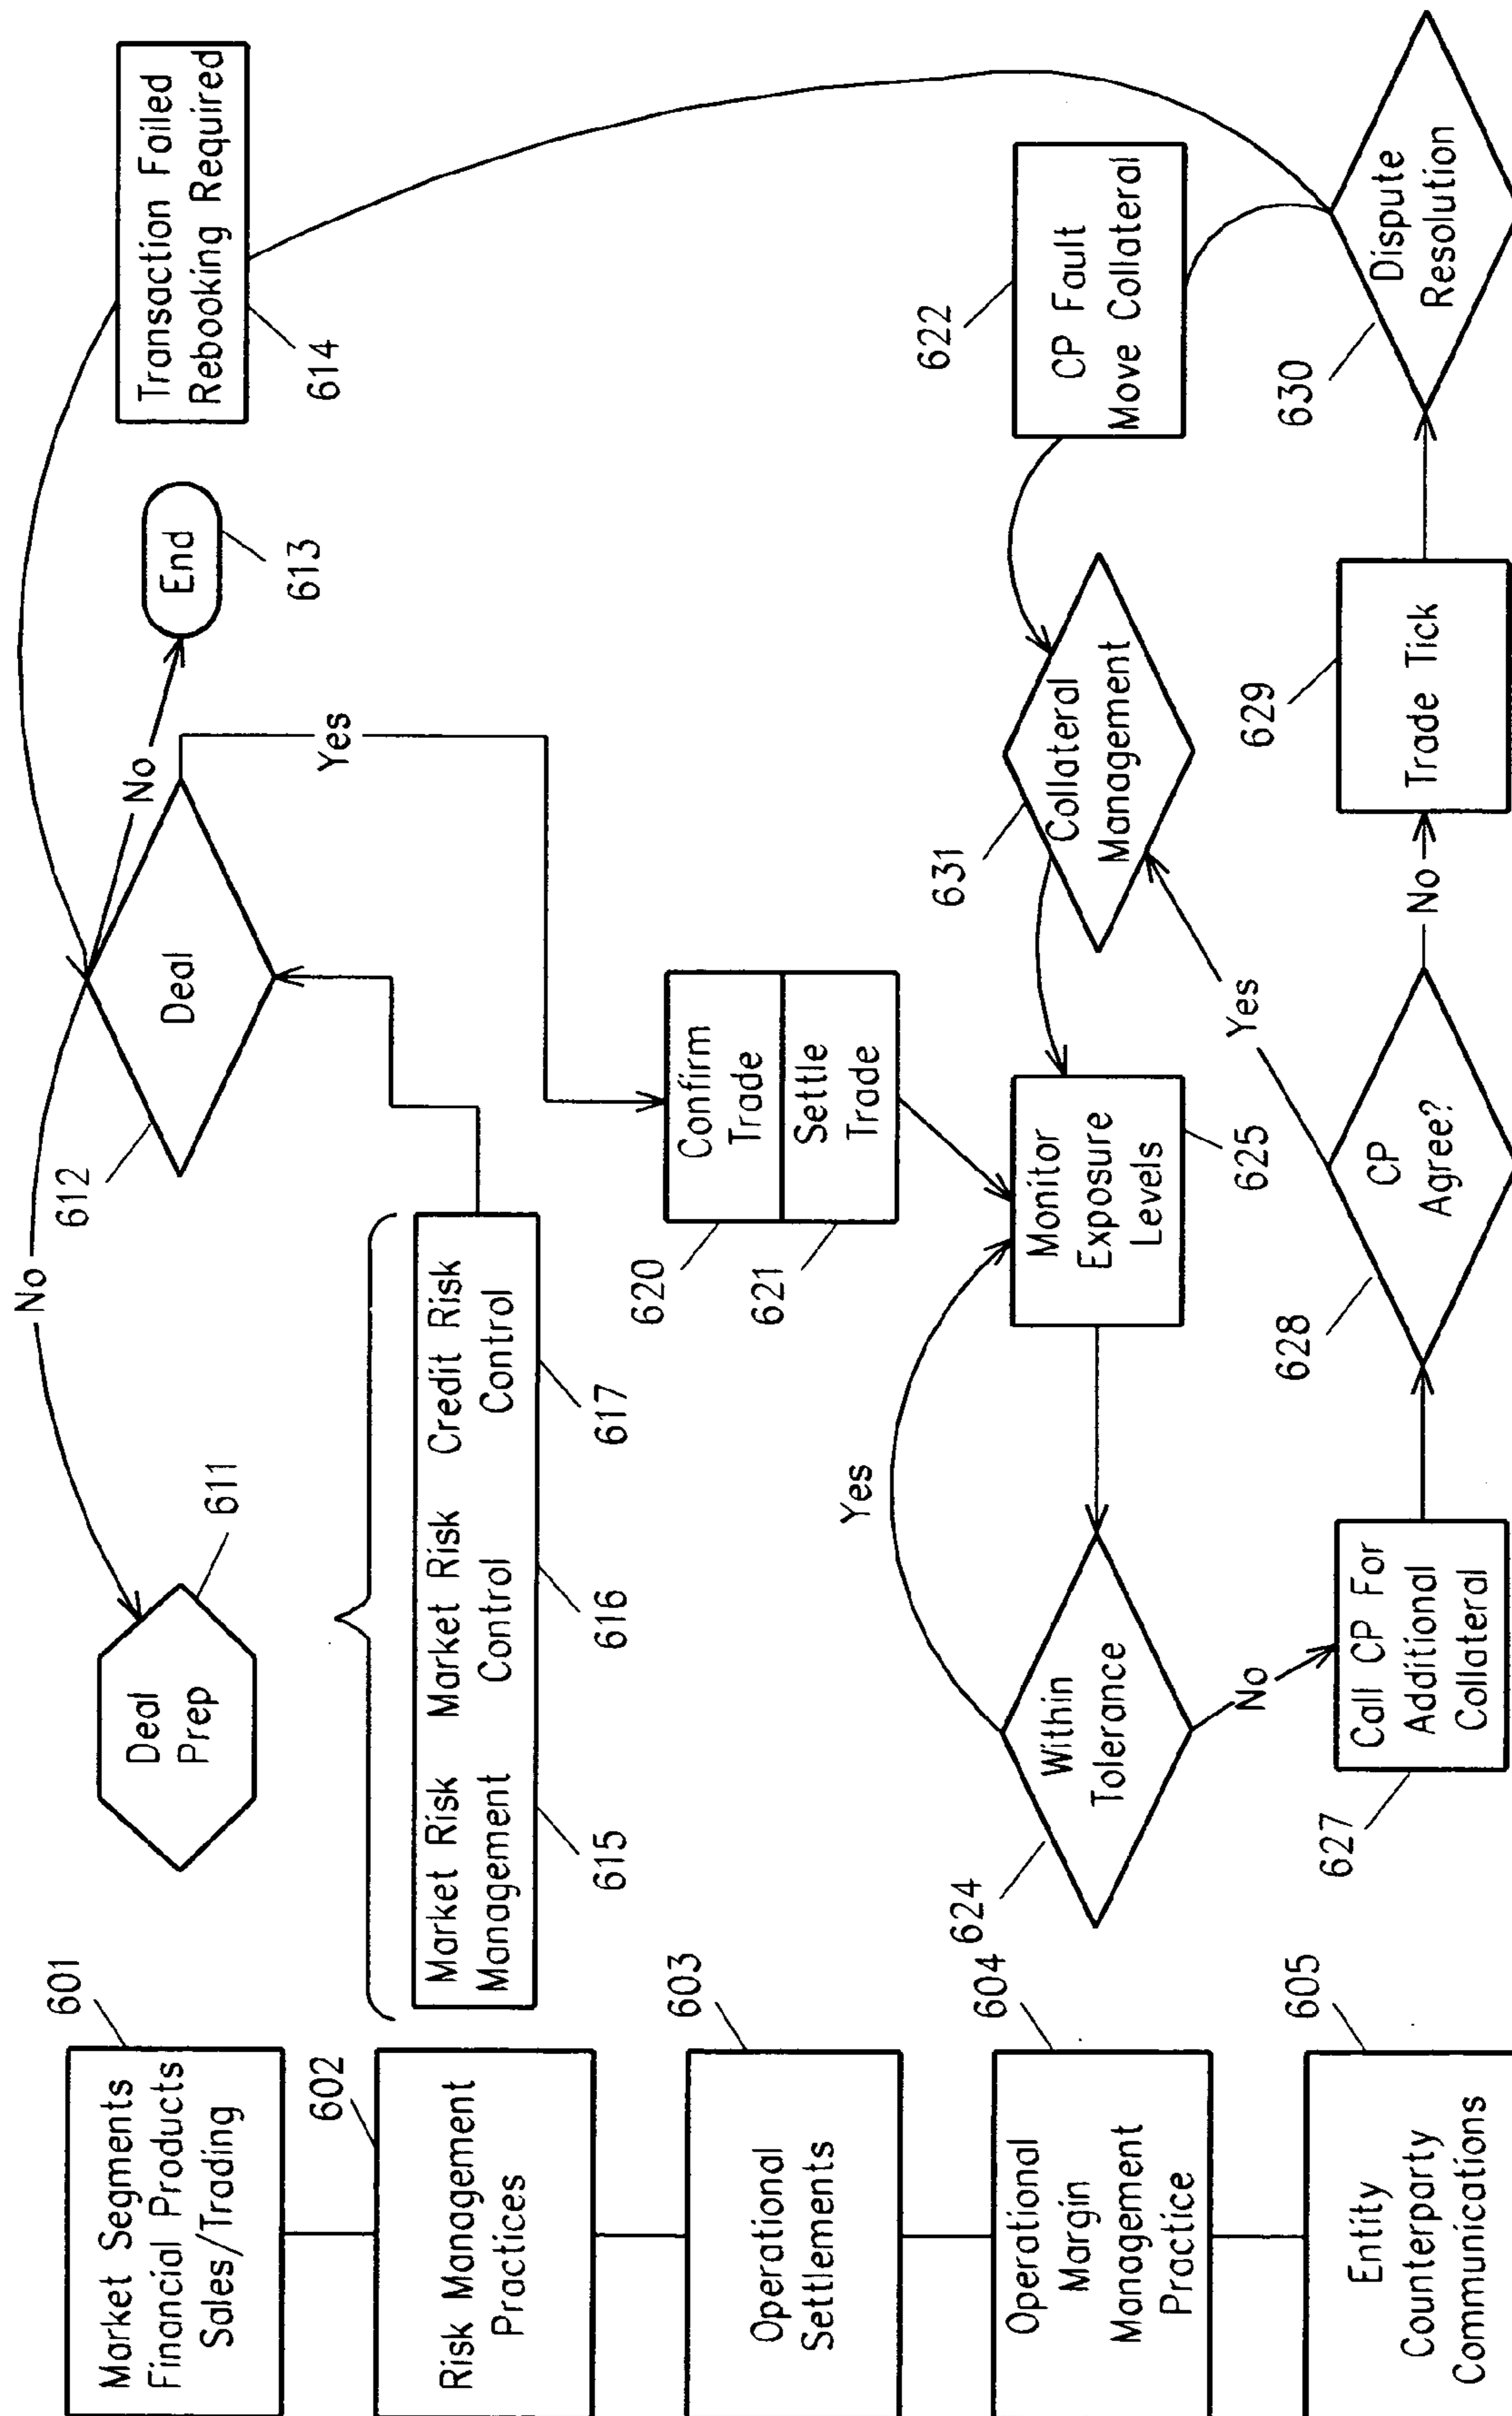 601
Market Segments
Financial Products
Sales/Trading
602
Risk Management
Practices
603
Operational
Settlements
604
Operational
Margin
Management
Practice
605
Entity
Counterparty
Communications
Deal
Prep
611
No
612
Deal
No
End
613
Transaction Failed
Rebooking Required
614
Yes
Market Risk
Management
615
Market Risk
Control
616
Credit Risk
Control
617
Confirm
Trade
620
Settle
Trade
621
Yes
Within
Tolerance
624
Monitor
Exposure
Levels
625
631
Collateral
Management
622
CP Fault
Move Collateral
No
Yes
627
Call CP For
Additional
Collateral
628
CP
Agree?
No
629
Trade Tick
630
Dispute
Resolution